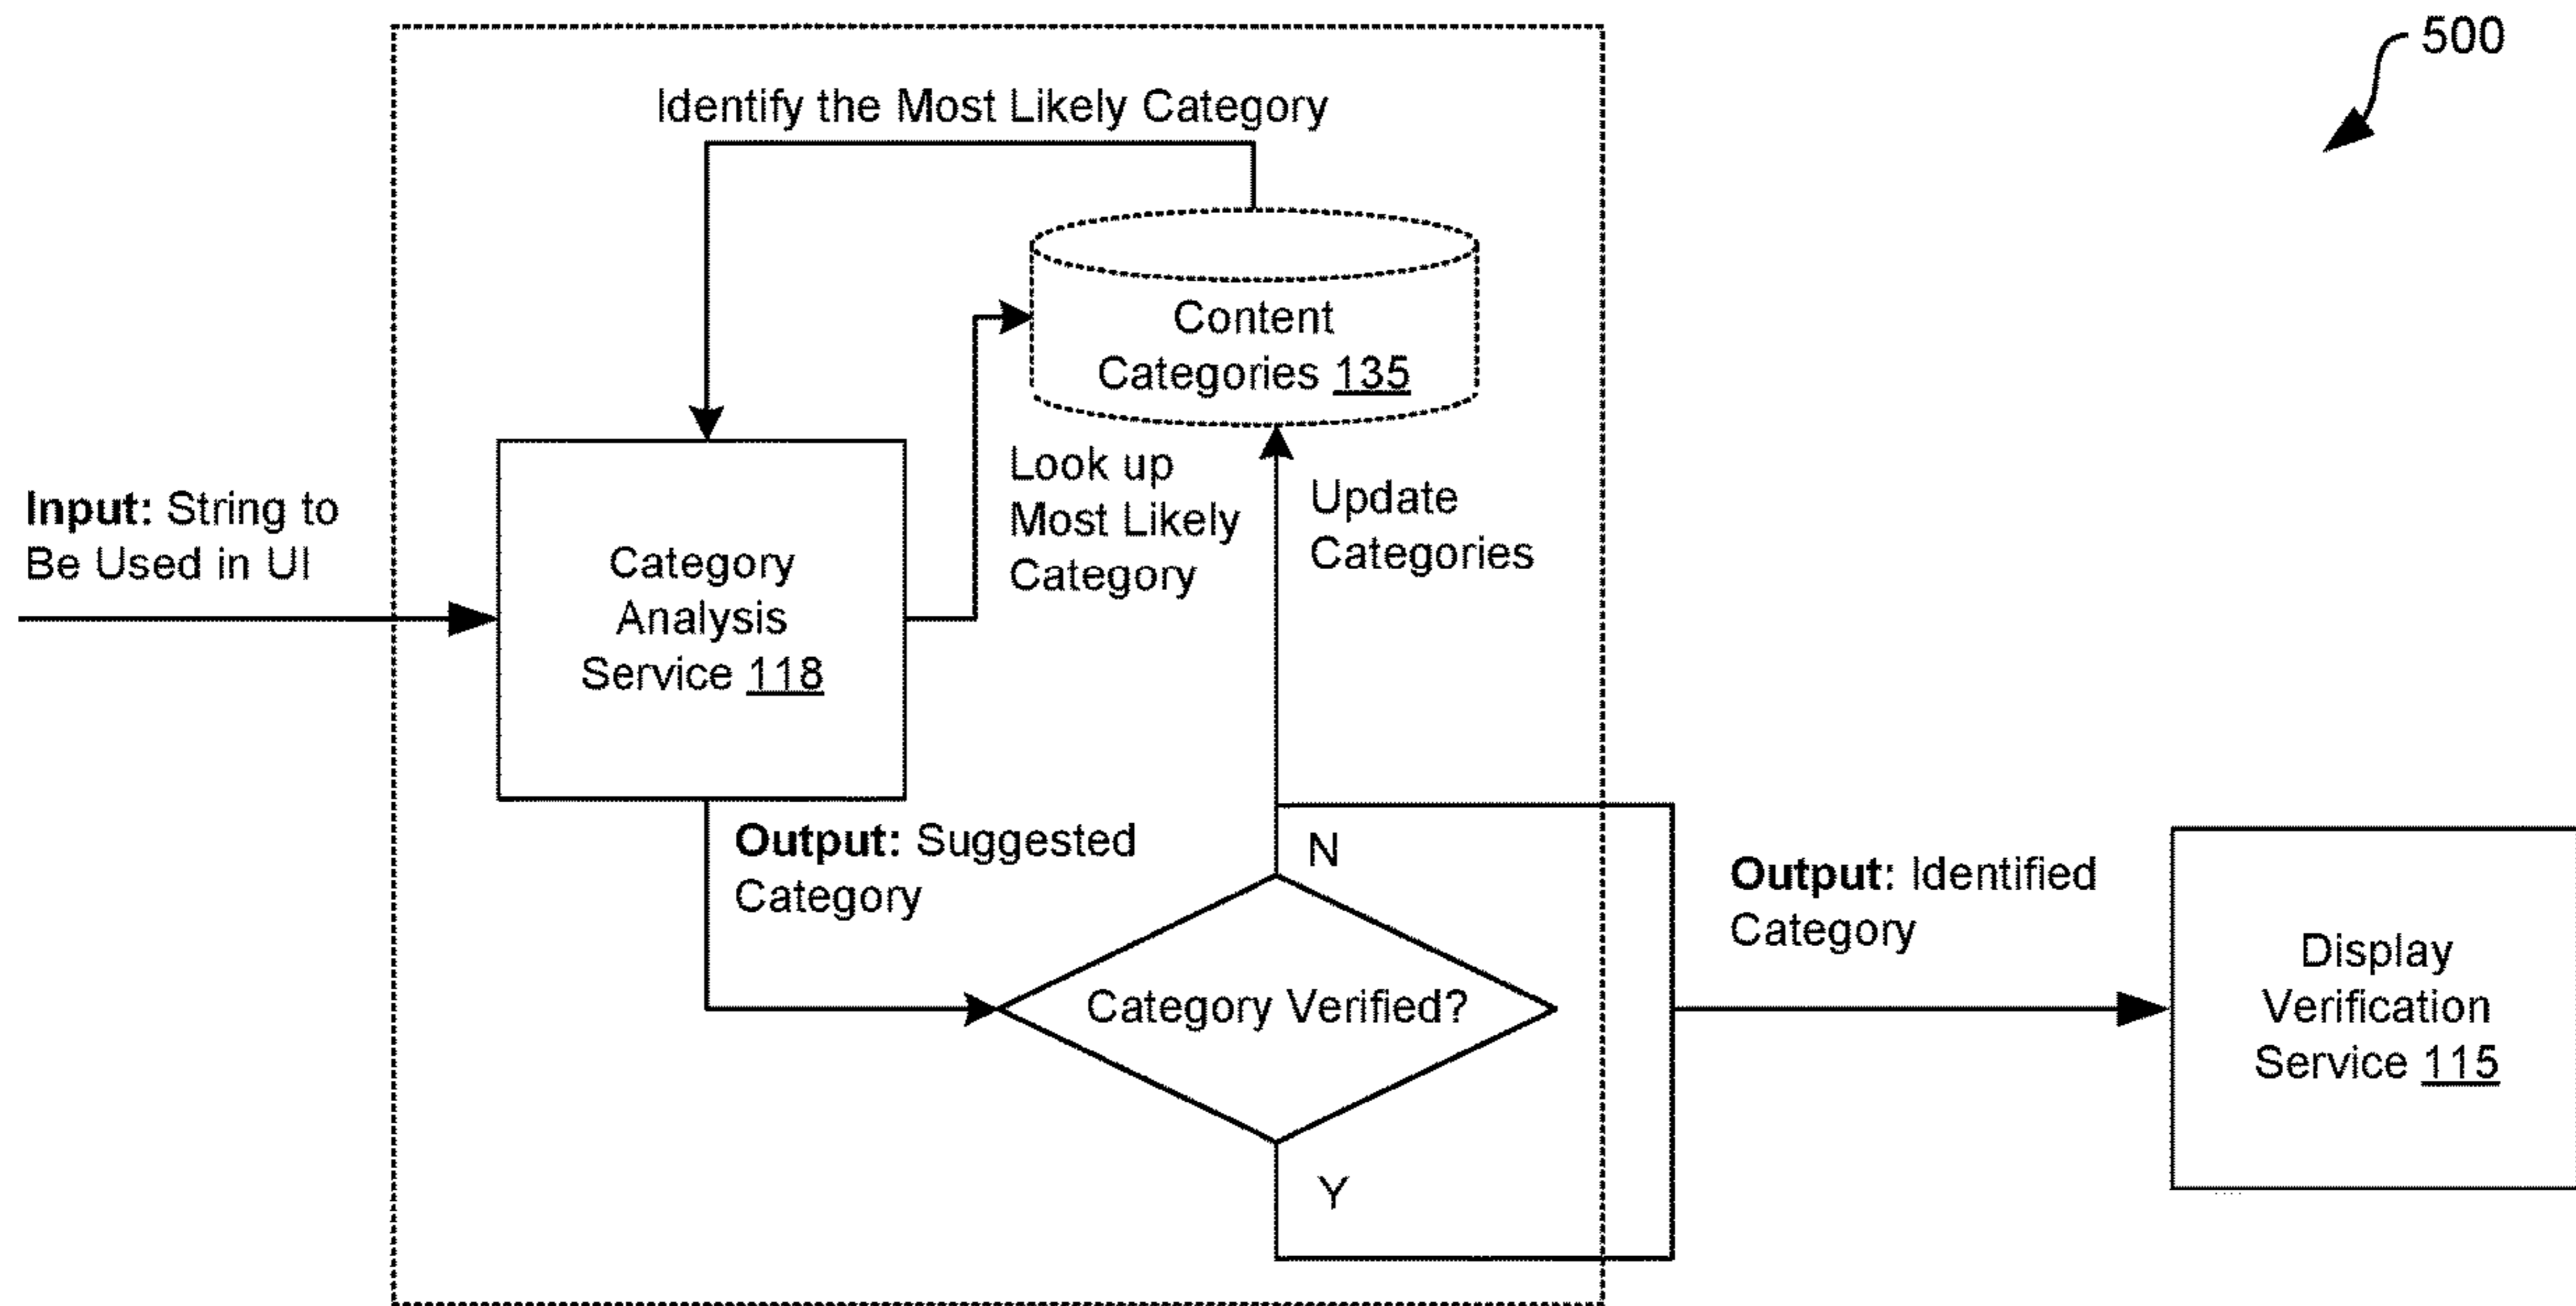 500
Identify the Most Likely Category
Content
Categories 135
Look up
Most Likely
Category
Update
Categories
Input: String to
Be Used in UI
Category
Analysis
Service 118
Output: Suggested
Category
N
Category Verified?
Y
Output: Identified
Category
Display
Verification
Service 115